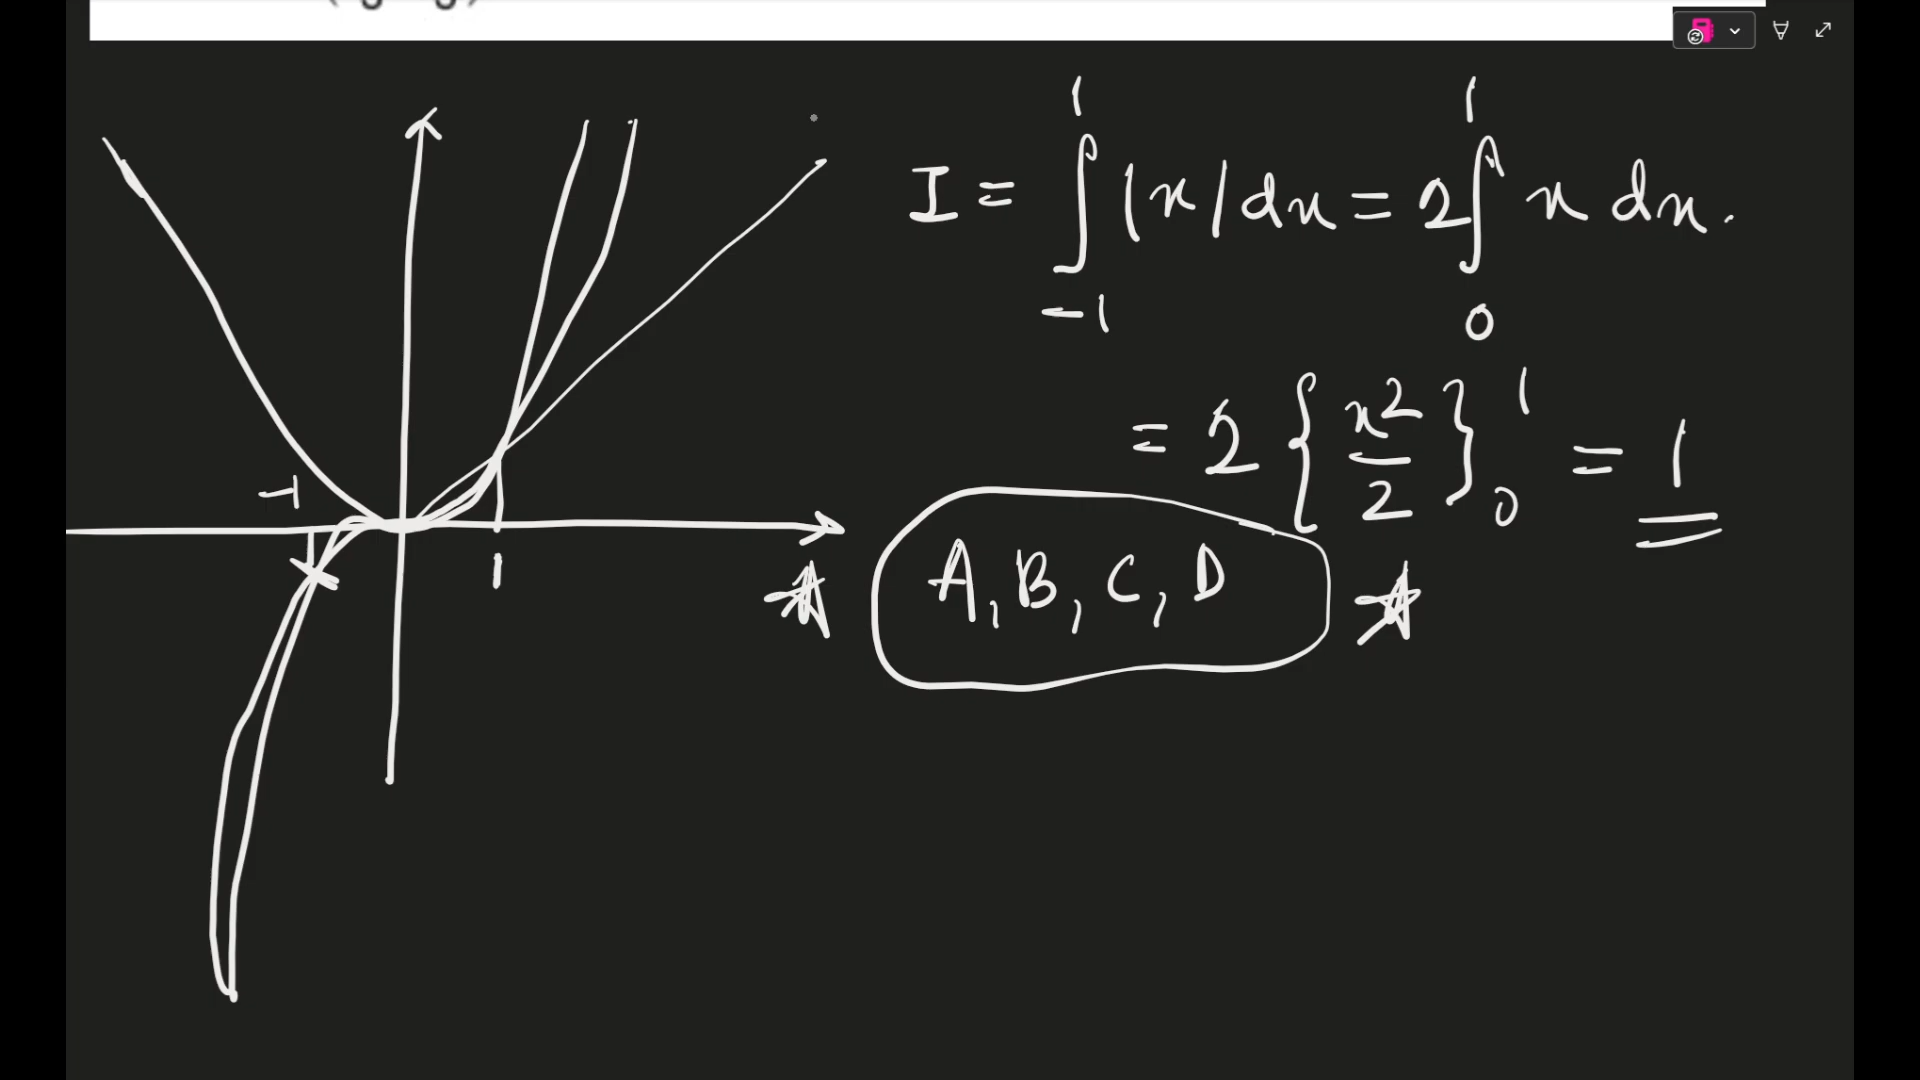 I = ∫_{-1}^{1} |x| dx = 2 ∫_{0}^{1} x dx.
= 2 { x²/2 }_{0}^{1} = 1
-1
1
A, B, C, D